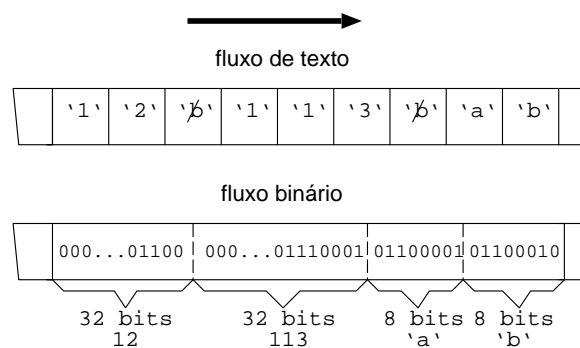 fluxo de texto
'1' '2' 'b̸' '1' '1' '3' 'b̸' 'a' 'b'
fluxo binário
000...01100 000...01110001 01100001 01100010
32 bits 32 bits 8 bits 8 bits
12 113 'a' 'b'